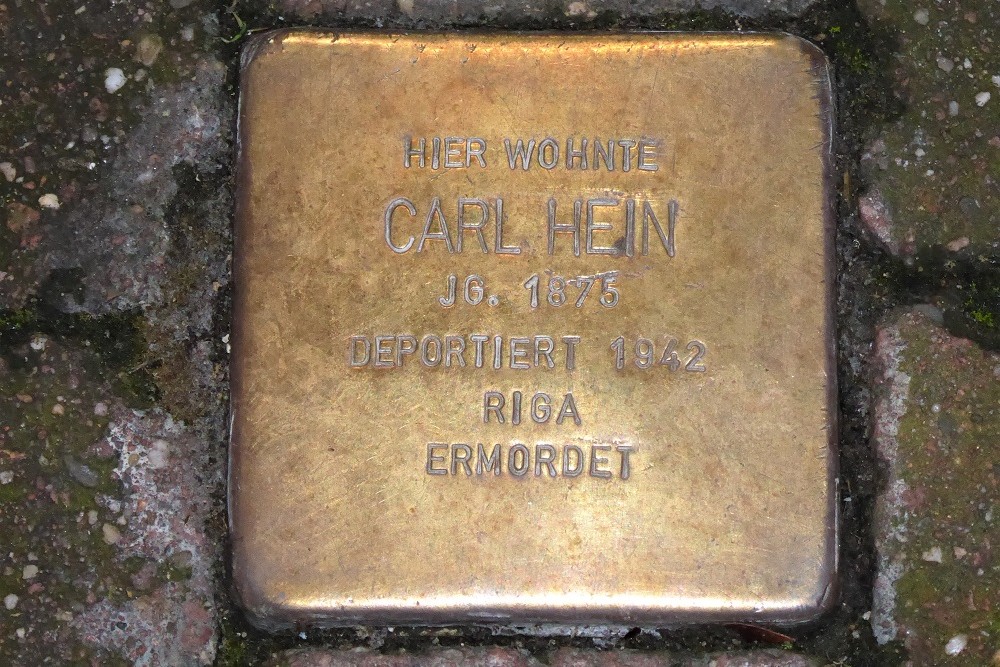 HIER WOHNTE
CARL HEIN
JG. 1875
DEPORTIERT 1942
RIGA
ERMORDET